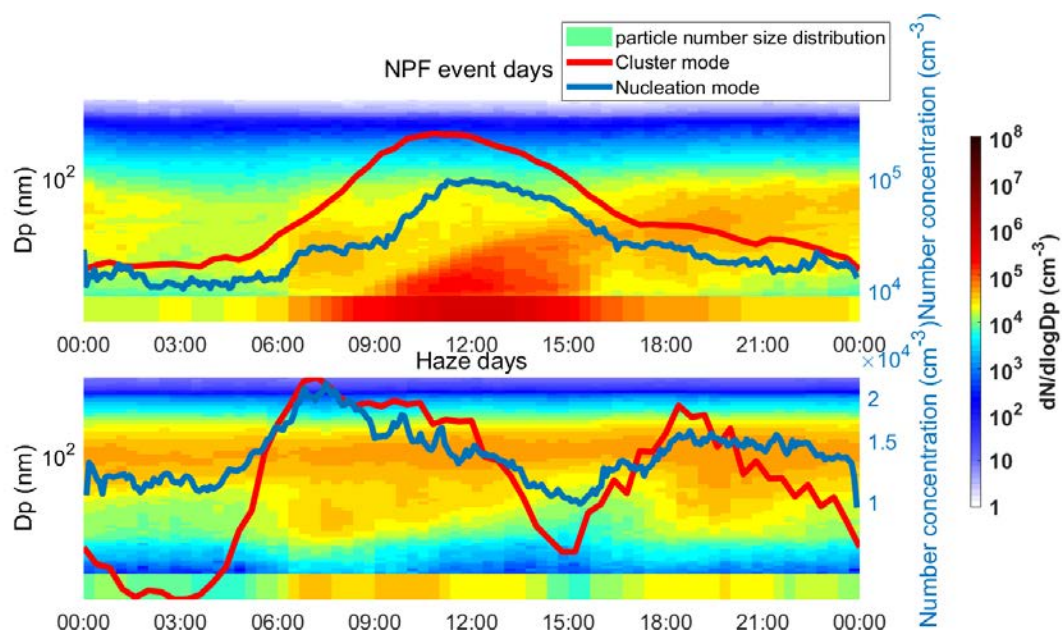 particle number size distribution
Cluster mode
Nucleation mode
NPF event days
Dp (nm)
10²
10⁵
10⁴
Number concentration (cm⁻³)
00:00 03:00 06:00 09:00 12:00 15:00 18:00 21:00 00:00
Haze days
×10⁴
Dp (nm)
10²
2
1.5
1
Number concentration (cm⁻³)
00:00 03:00 06:00 09:00 12:00 15:00 18:00 21:00 00:00
10⁸
10⁷
10⁶
10⁵
10⁴
10³
10²
10
1
dN/dlogDp (cm⁻³)